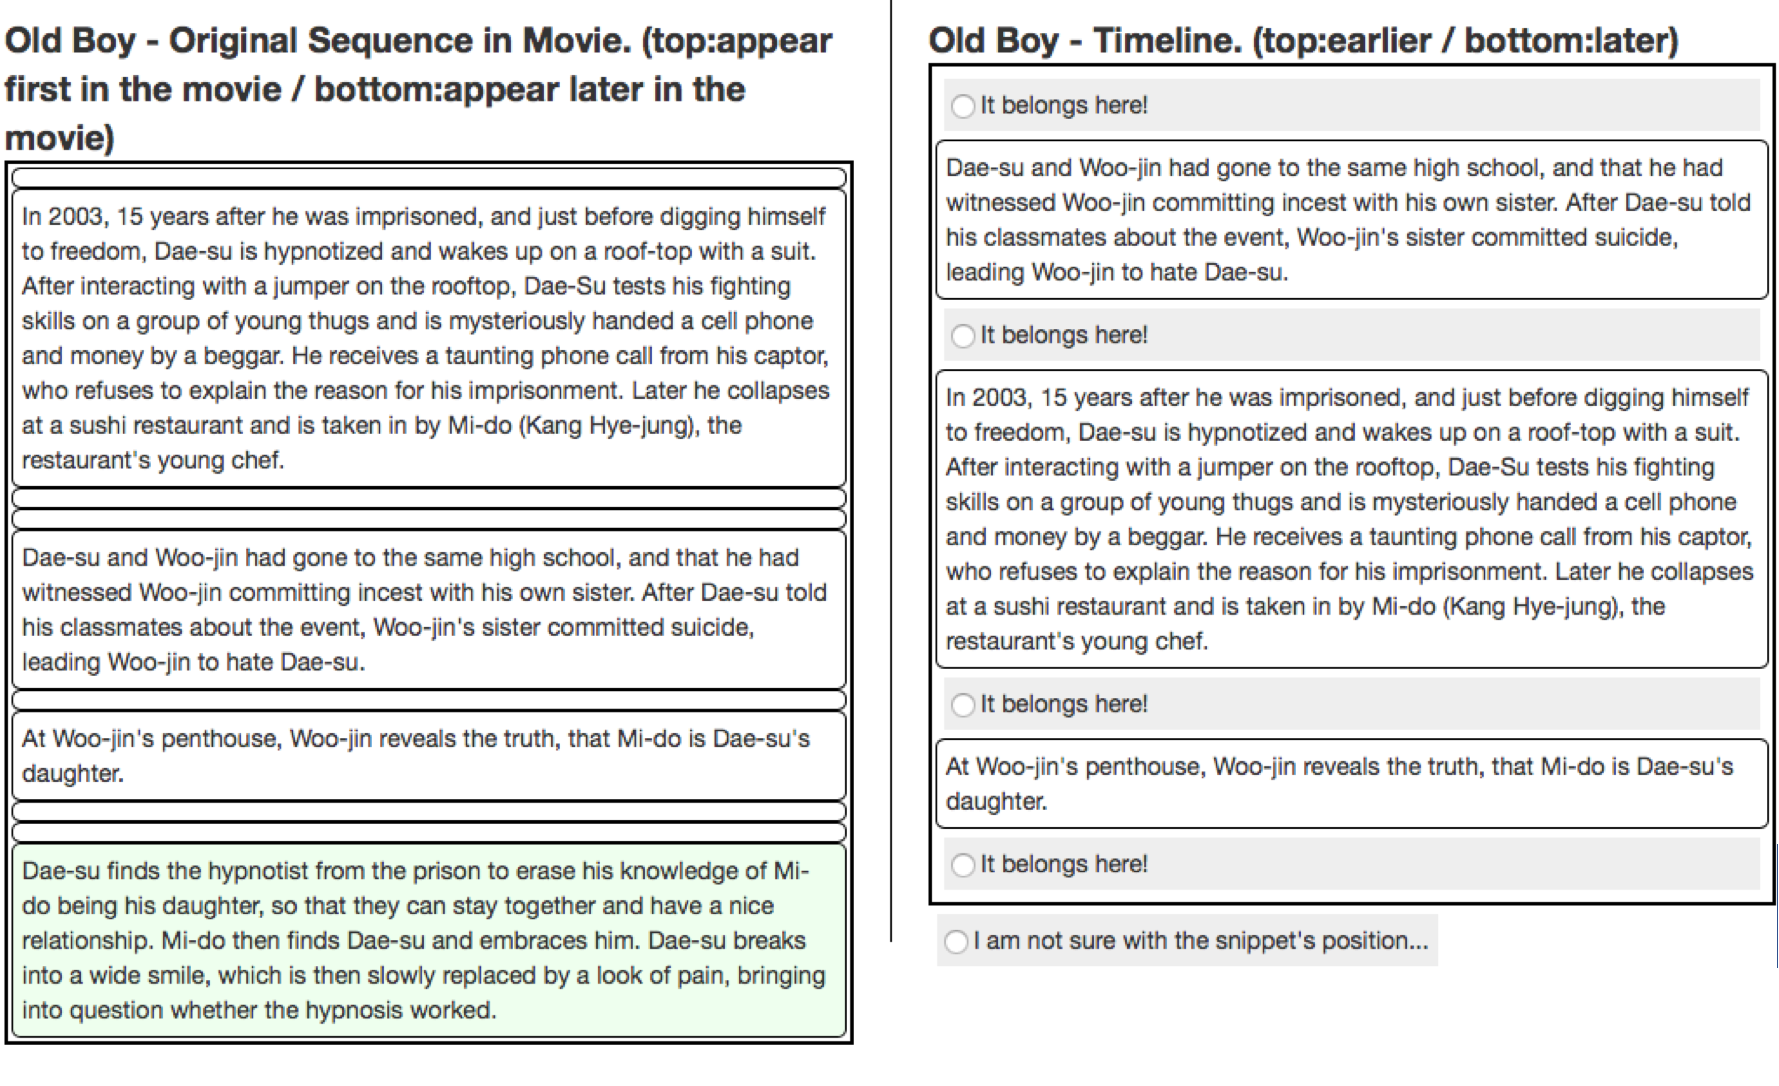 Old Boy - Original Sequence in Movie. (top:appear
first in the movie / bottom:appear later in the
movie)
In 2003, 15 years after he was imprisoned, and just before digging himself
to freedom, Dae-su is hypnotized and wakes up on a roof-top with a suit.
After interacting with a jumper on the rooftop, Dae-Su tests his fighting
skills on a group of young thugs and is mysteriously handed a cell phone
and money by a beggar. He receives a taunting phone call from his captor,
who refuses to explain the reason for his imprisonment. Later he collapses
at a sushi restaurant and is taken in by Mi-do (Kang Hye-jung), the
restaurant's young chef.
Dae-su and Woo-jin had gone to the same high school, and that he had
witnessed Woo-jin committing incest with his own sister. After Dae-su told
his classmates about the event, Woo-jin's sister committed suicide,
leading Woo-jin to hate Dae-su.
At Woo-jin's penthouse, Woo-jin reveals the truth, that Mi-do is Dae-su's
daughter.
Dae-su finds the hypnotist from the prison to erase his knowledge of Mi-
do being his daughter, so that they can stay together and have a nice
relationship. Mi-do then finds Dae-su and embraces him. Dae-su breaks
into a wide smile, which is then slowly replaced by a look of pain, bringing
into question whether the hypnosis worked.
Old Boy - Timeline. (top:earlier / bottom:later)
It belongs here!
Dae-su and Woo-jin had gone to the same high school, and that he had
witnessed Woo-jin committing incest with his own sister. After Dae-su told
his classmates about the event, Woo-jin's sister committed suicide,
leading Woo-jin to hate Dae-su.
It belongs here!
In 2003, 15 years after he was imprisoned, and just before digging himself
to freedom, Dae-su is hypnotized and wakes up on a roof-top with a suit.
After interacting with a jumper on the rooftop, Dae-Su tests his fighting
skills on a group of young thugs and is mysteriously handed a cell phone
and money by a beggar. He receives a taunting phone call from his captor,
who refuses to explain the reason for his imprisonment. Later he collapses
at a sushi restaurant and is taken in by Mi-do (Kang Hye-jung), the
restaurant's young chef.
It belongs here!
At Woo-jin's penthouse, Woo-jin reveals the truth, that Mi-do is Dae-su's
daughter.
It belongs here!
I am not sure with the snippet's position...